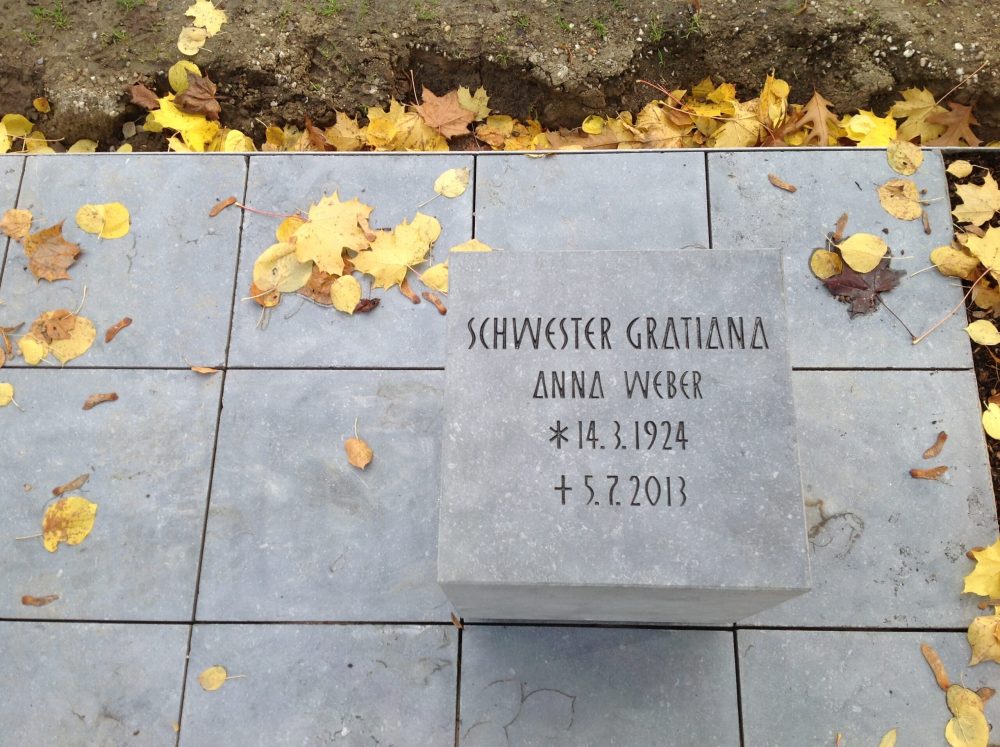 SCHWESTER GRATIANA
ANNA WEBER
* 14.3.1924
† 5.7.2013